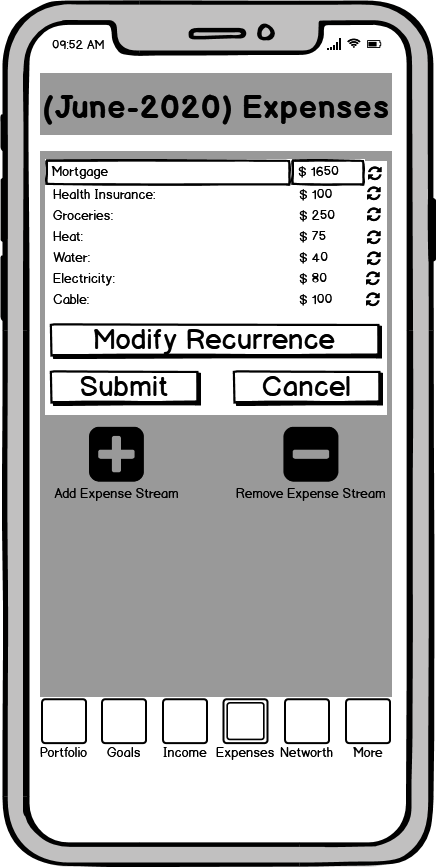 09:52 AM
(June-2020) Expenses
Mortgage $ 1650
Health Insurance: $ 100
Groceries: $ 250
Heat: $ 75
Water: $ 40
Electricity: $ 80
Cable: $ 100
Modify Recurrence
Submit Cancel
Add Expense Stream Remove Expense Stream
Portfolio Goals Income Expenses Networth More